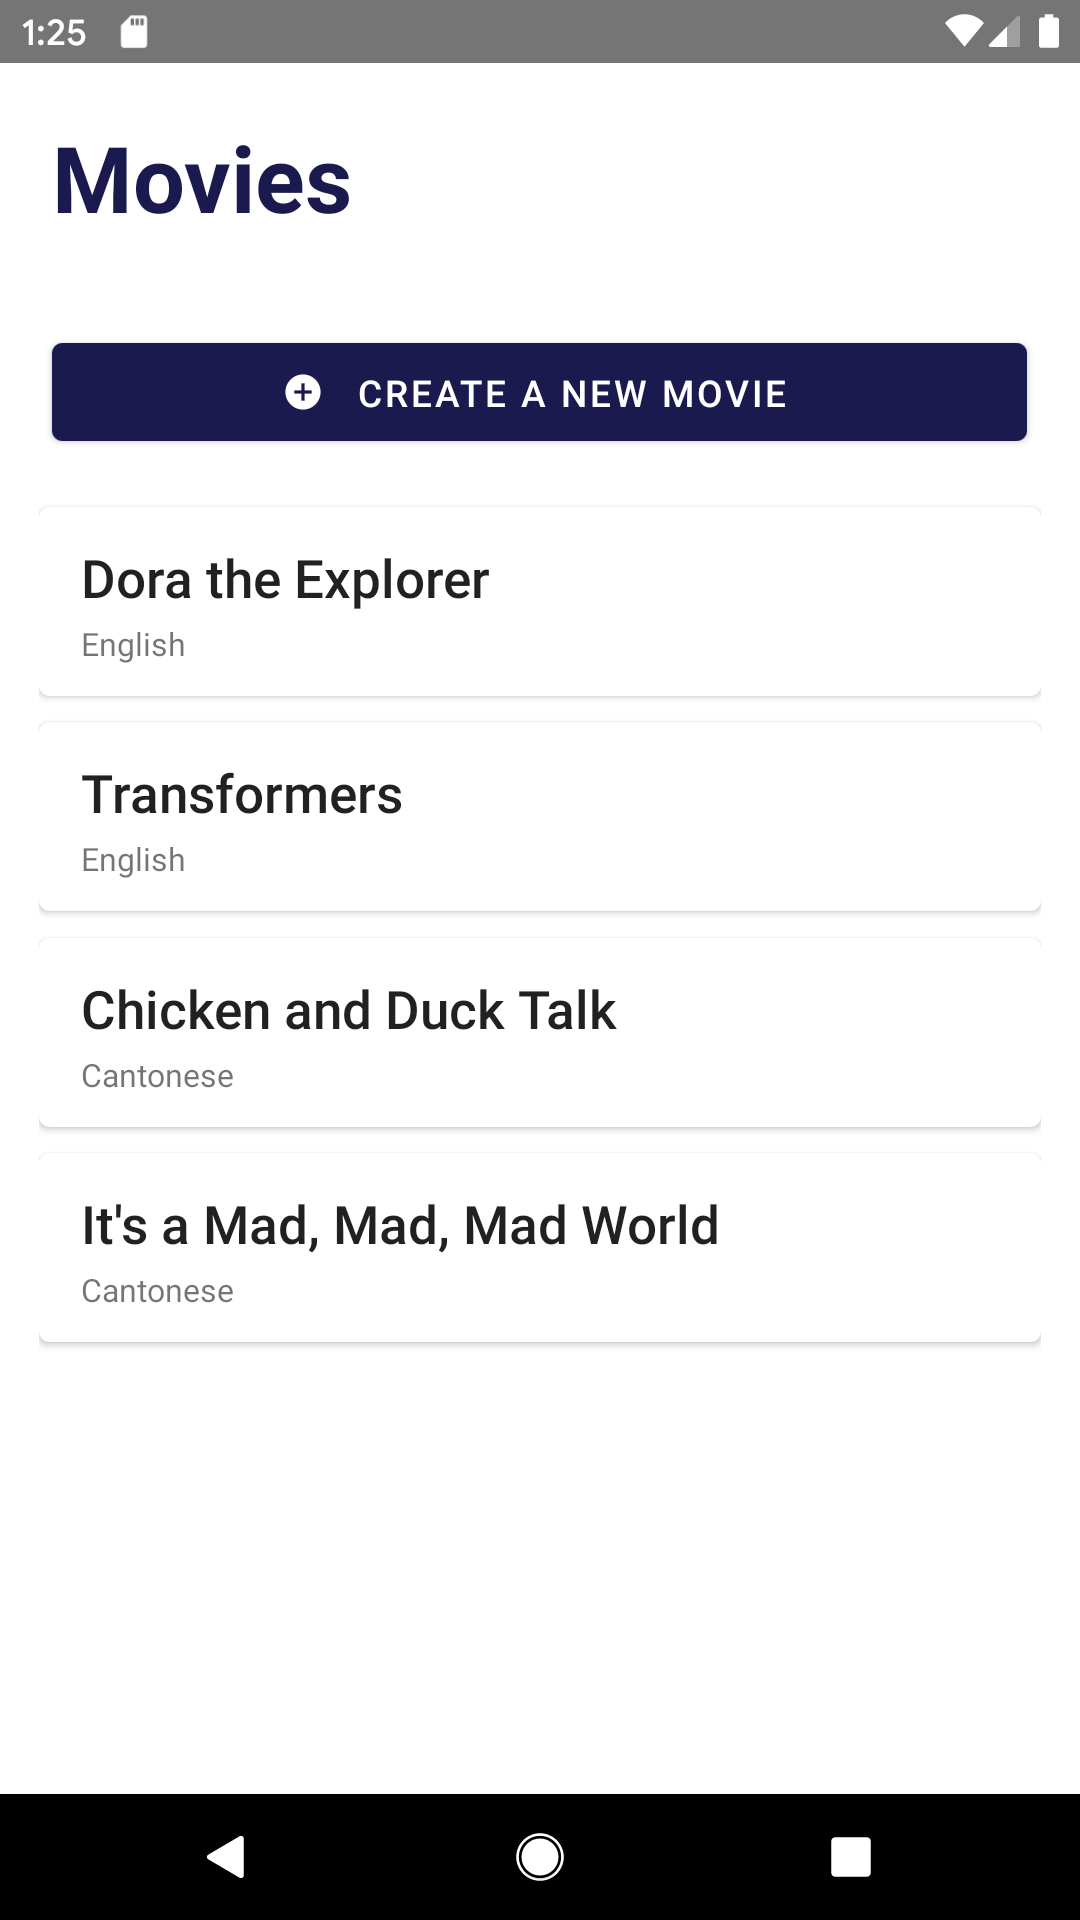 1:25
Movies
CREATE A NEW MOVIE
Dora the Explorer
English
Transformers
English
Chicken and Duck Talk
Cantonese
It's a Mad, Mad, Mad World
Cantonese